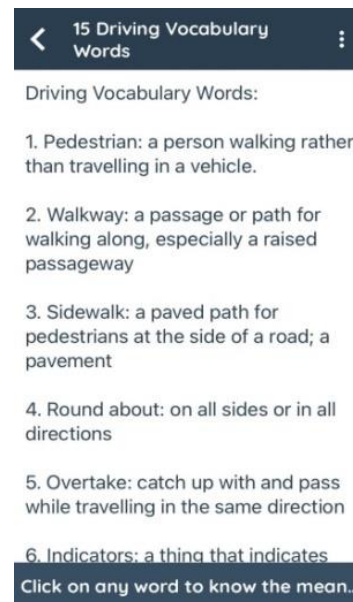 15 Driving Vocabulary
Words
Driving Vocabulary Words:
1. Pedestrian: a person walking rather
than travelling in a vehicle.
2. Walkway: a passage or path for
walking along, especially a raised
passageway
3. Sidewalk: a paved path for
pedestrians at the side of a road; a
pavement
4. Round about: on all sides or in all
directions
5. Overtake: catch up with and pass
while travelling in the same direction
6. Indicators: a thing that indicates
Click on any word to know the mean..